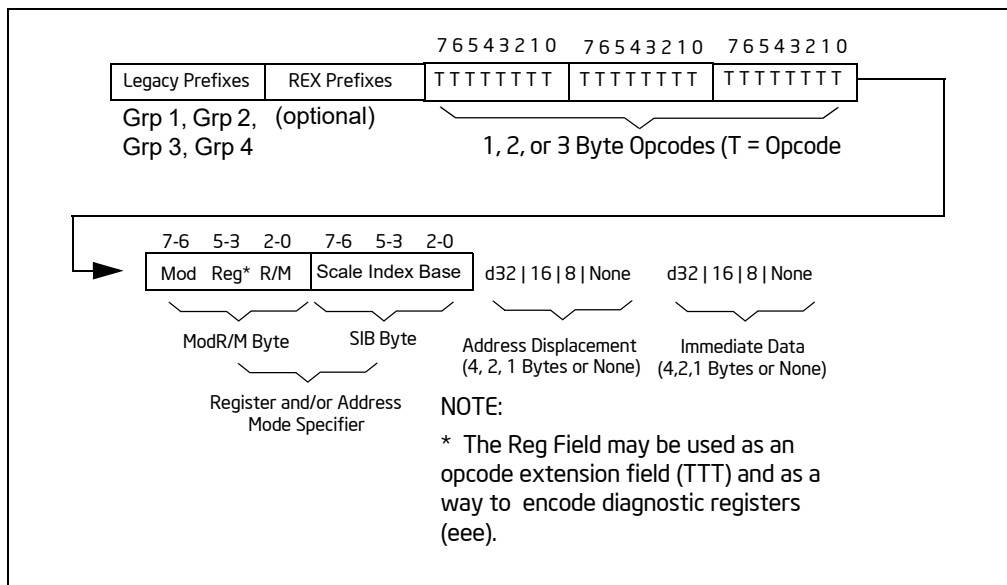 7 6 5 4 3 2 1 0 7 6 5 4 3 2 1 0 7 6 5 4 3 2 1 0
Legacy Prefixes REX Prefixes T T T T T T T T T T T T T T T T T T T T T T T T
Grp 1, Grp 2, (optional)
Grp 3, Grp 4
1, 2, or 3 Byte Opcodes (T = Opcode
7-6 5-3 2-0 7-6 5-3 2-0
Mod Reg* R/M Scale Index Base d32 | 16 | 8 | None d32 | 16 | 8 | None
ModR/M Byte SIB Byte
Address Displacement Immediate Data
(4, 2, 1 Bytes or None) (4,2,1 Bytes or None)
Register and/or Address
Mode Specifier
NOTE:
* The Reg Field may be used as an
opcode extension field (TTT) and as a
way to encode diagnostic registers
(eee).